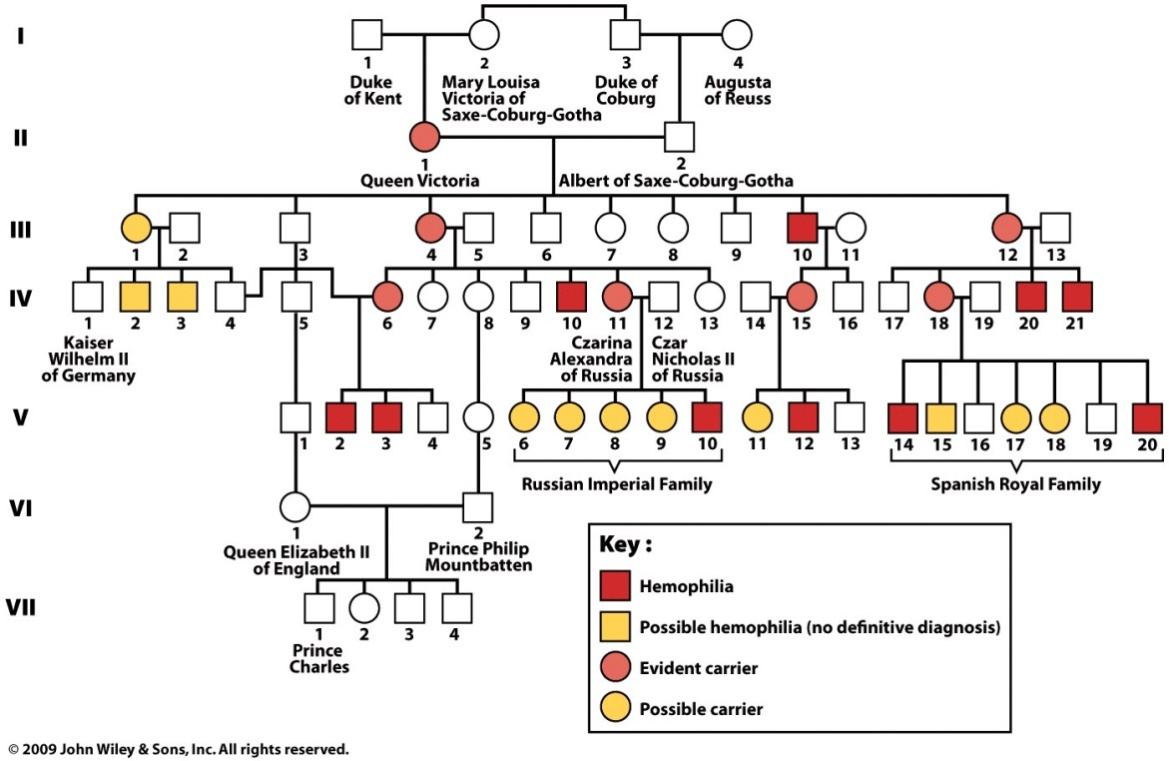 I
1 2 3 4
Duke
of Kent
Mary Louisa
Victoria of
Saxe-Coburg-Gotha
Duke of
Coburg
Augusta
of Reuss
II
1 2
Queen Victoria
Albert of Saxe-Coburg-Gotha
III
1 2 3 4 5 6 7 8 9 10 11 12 13
IV
1 2 3 4 5 6 7 8 9 10 11 12 13 14 15 16 17 18 19 20 21
Kaiser
Wilhelm II
of Germany
Czarina
Alexandra
of Russia
Czar
Nicholas II
of Russia
V
1 2 3 4 5 6 7 8 9 10 11 12 13 14 15 16 17 18 19 20
Russian Imperial Family
Spanish Royal Family
VI
1 2
Queen Elizabeth II
of England
Prince Philip
Mountbatten
VII
1 2 3 4
Prince
Charles
Key :
Hemophilia
Possible hemophilia (no definitive diagnosis)
Evident carrier
Possible carrier
© 2009 John Wiley & Sons, Inc. All rights reserved.